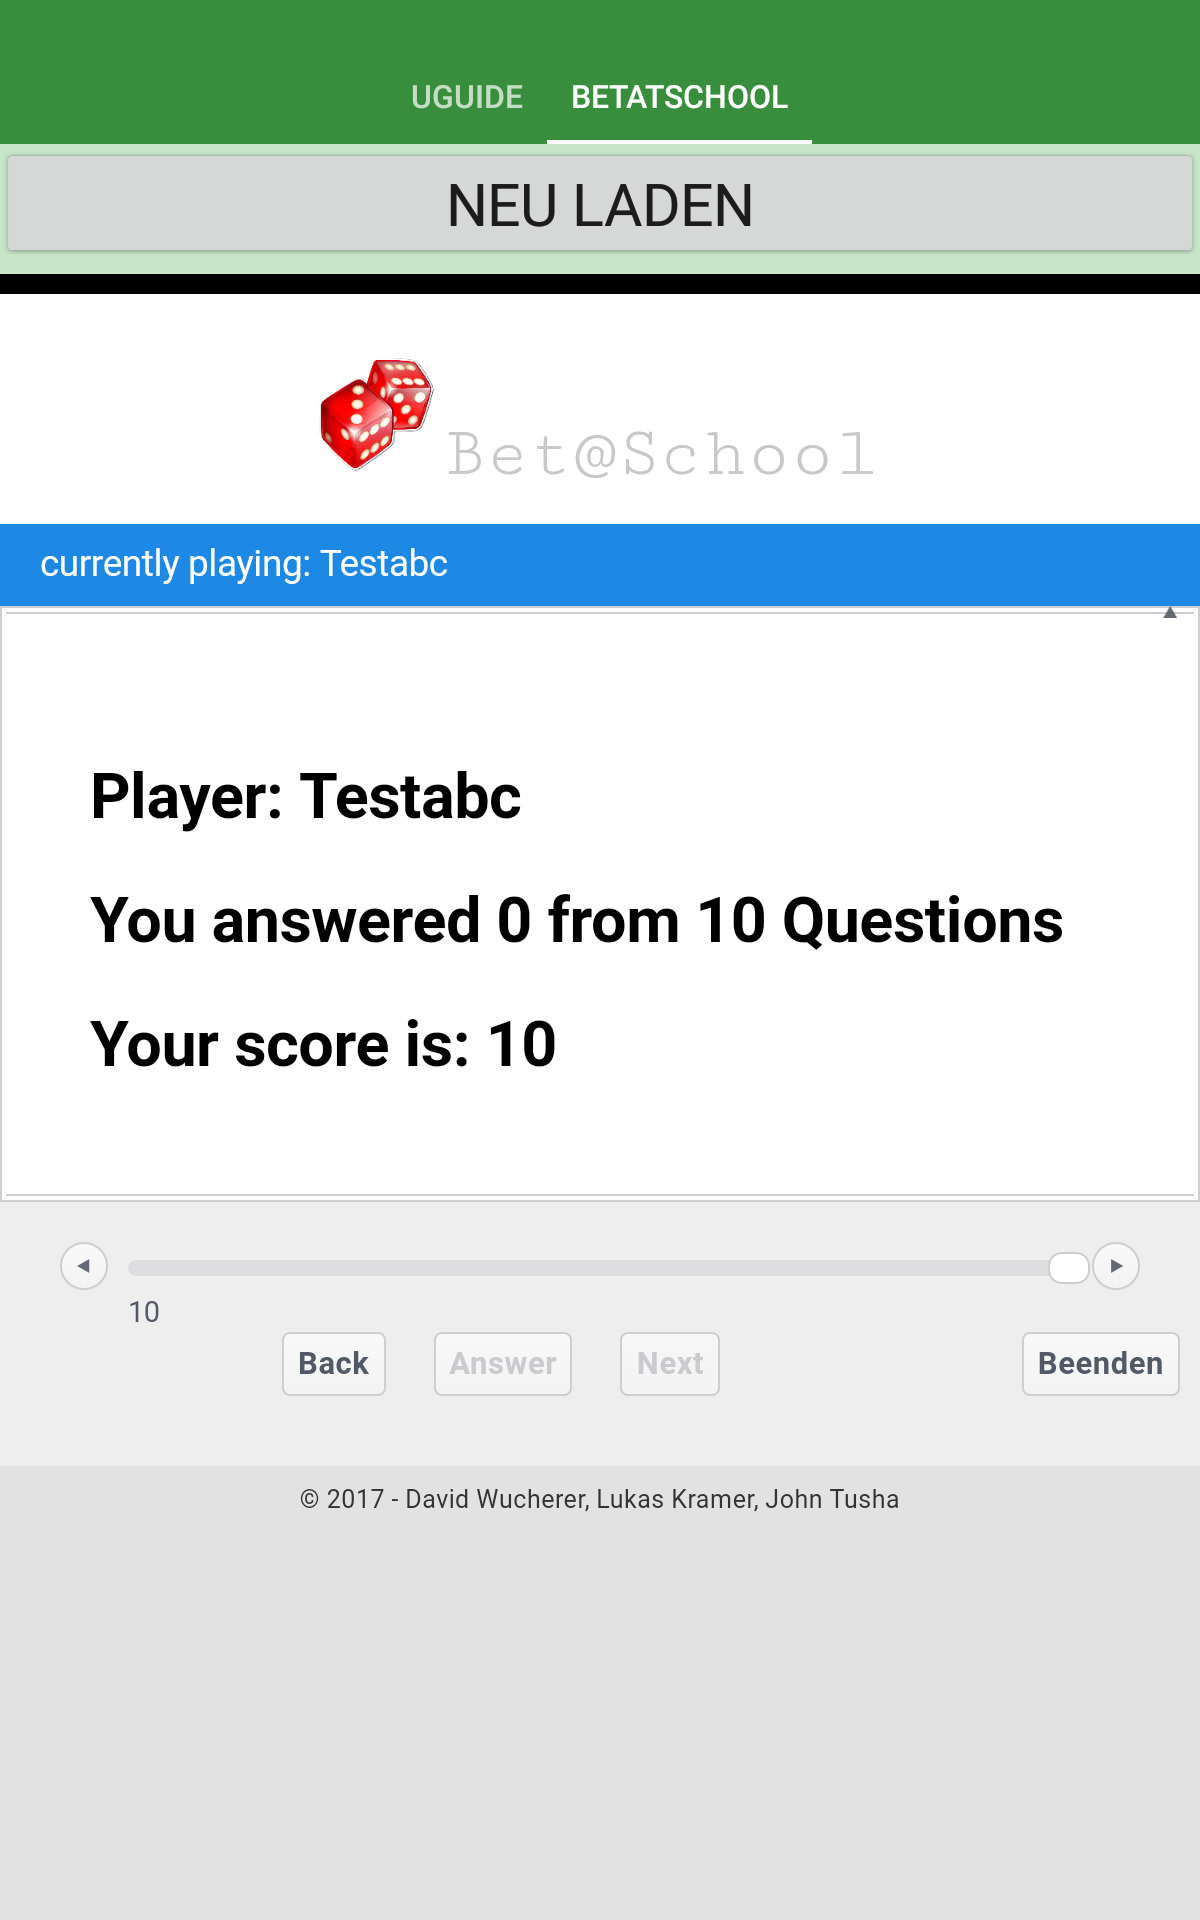 UGUIDE BETATSCHOOL
NEU LADEN
Bet@School
currently playing: Testabc
Player: Testabc
You answered 0 from 10 Questions
Your score is: 10
10
Back Answer Next Beenden
© 2017 - David Wucherer, Lukas Kramer, John Tusha